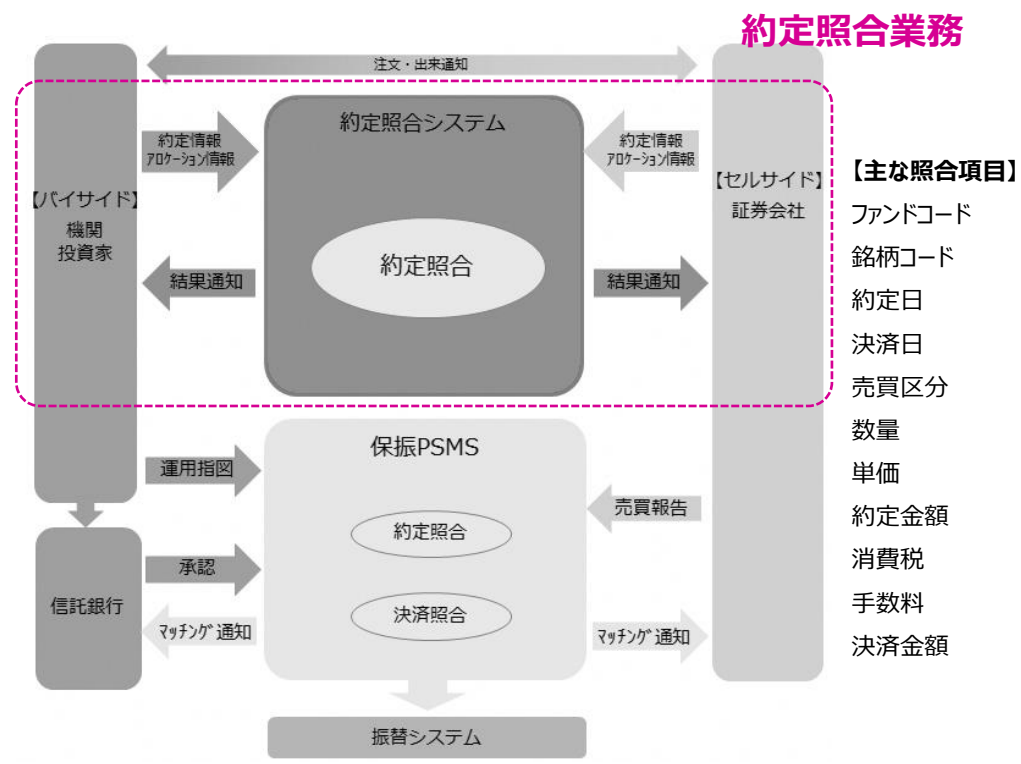 約定照合業務
注文・出来通知
約定照合システム
約定情報
ｱﾛｹｰｼｮﾝ情報
約定情報
ｱﾛｹｰｼｮﾝ情報
【バイサイド】
機関
投資家
【セルサイド】
証券会社
約定照合
結果通知
結果通知
【主な照合項目】
ファンドコード
銘柄コード
約定日
決済日
売買区分
数量
単価
約定金額
消費税
手数料
決済金額
保振PSMS
運用指図
売買報告
約定照合
承認
信託銀行
決済照合
ﾏｯﾁﾝｸﾞ通知
ﾏｯﾁﾝｸﾞ通知
振替システム